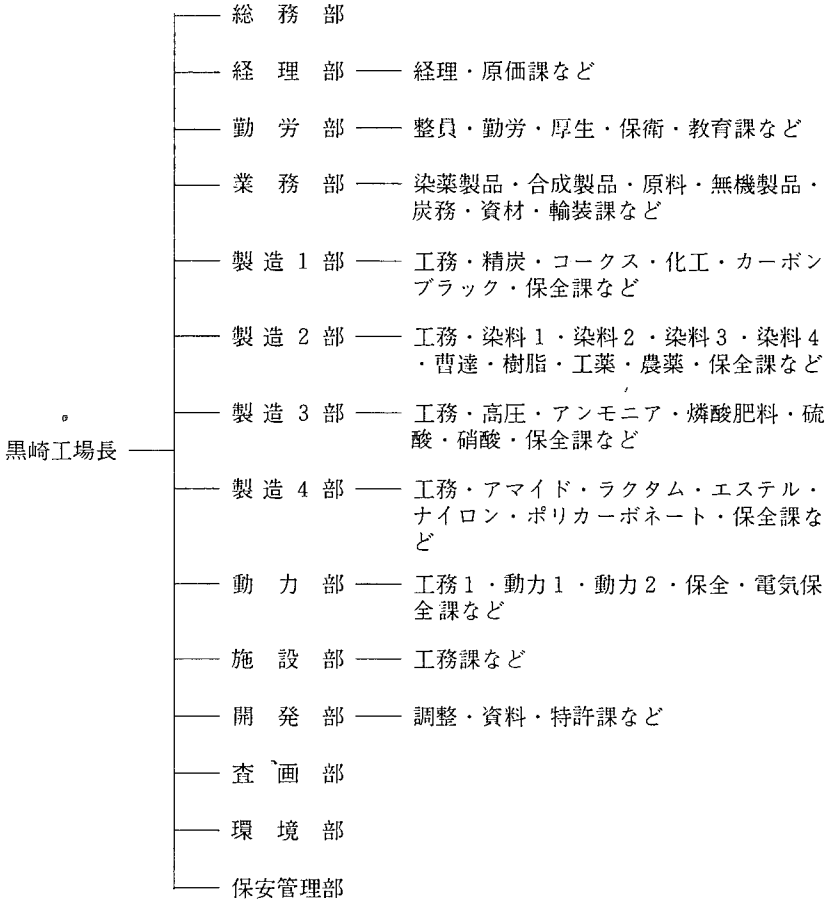 総務部
経理部 経理・原価課など
勤労部 整員・勤労・厚生・保衛・教育課など
業務部 染薬製品・合成製品・原料・無機製品・
炭務・資材・輸装課など
製造1部 工務・精炭・コークス・化工・カーボン
ブラック・保全課など
製造2部 工務・染料1・染料2・染料3・染料4
・曹達・樹脂・工薬・農薬・保全課など
製造3部 工務・高圧・アンモニア・燐酸肥料・硫
酸・硝酸・保全課など
黒崎工場長
製造4部 工務・アマイド・ラクタム・エステル・
ナイロン・ポリカーボネート・保全課な
ど
動力部 工務1・動力1・動力2・保全・電気保
全課など
施設部 工務課など
開発部 調整・資料・特許課など
査画部
環境部
保安管理部